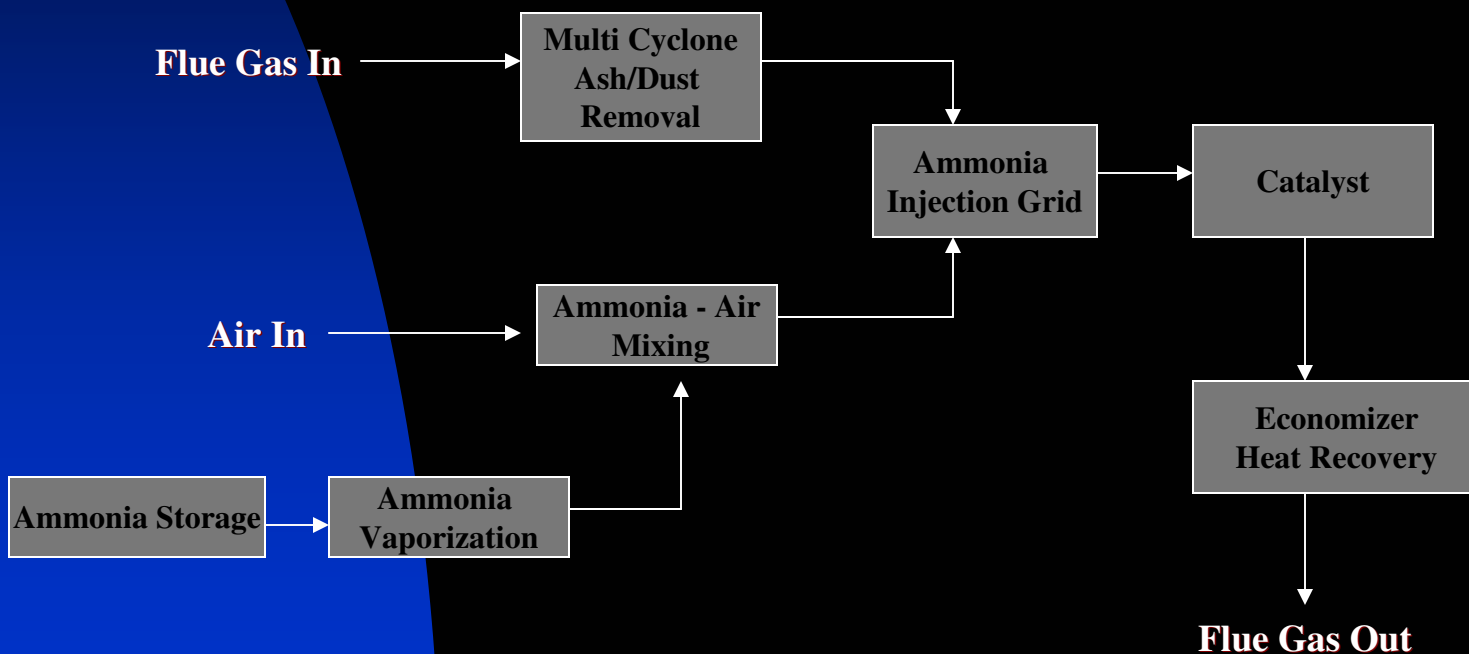 Flue Gas In
Multi Cyclone
Ash/Dust
Removal
Ammonia
Injection Grid
Catalyst
Air In
Ammonia - Air
Mixing
Economizer
Heat Recovery
Ammonia Storage
Ammonia
Vaporization
Flue Gas Out